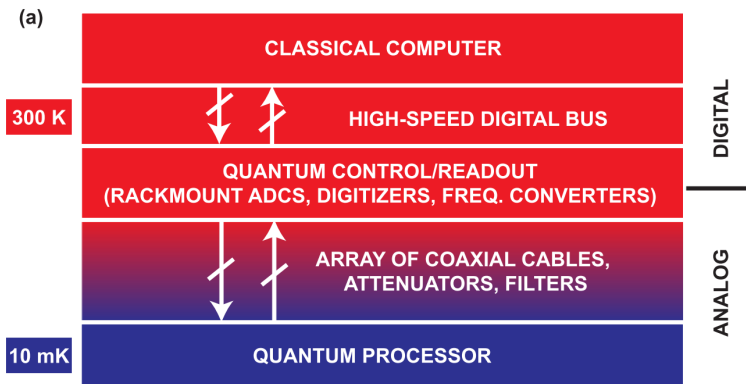 (a)
CLASSICAL COMPUTER
300 K
HIGH-SPEED DIGITAL BUS
DIGITAL
QUANTUM CONTROL/READOUT
(RACKMOUNT ADCS, DIGITIZERS, FREQ. CONVERTERS)
ARRAY OF COAXIAL CABLES,
ATTENUATORS, FILTERS
ANALOG
10 mK
QUANTUM PROCESSOR